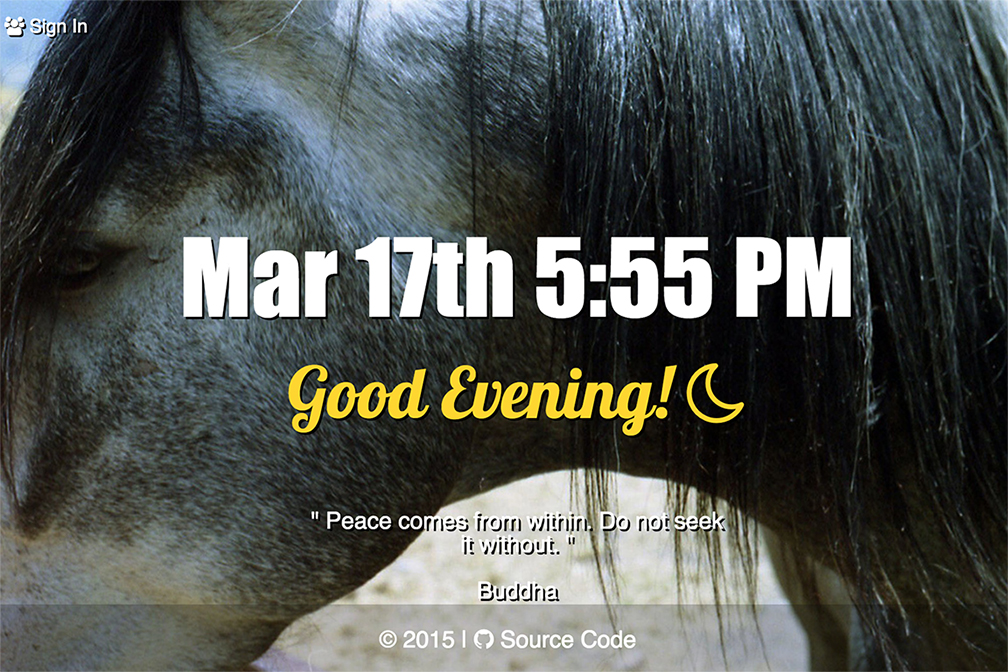 Sign In
Mar 17th 5:55 PM
Good Evening!
" Peace comes from within. Do not seek
it without. "
Buddha
© 2015 | Source Code